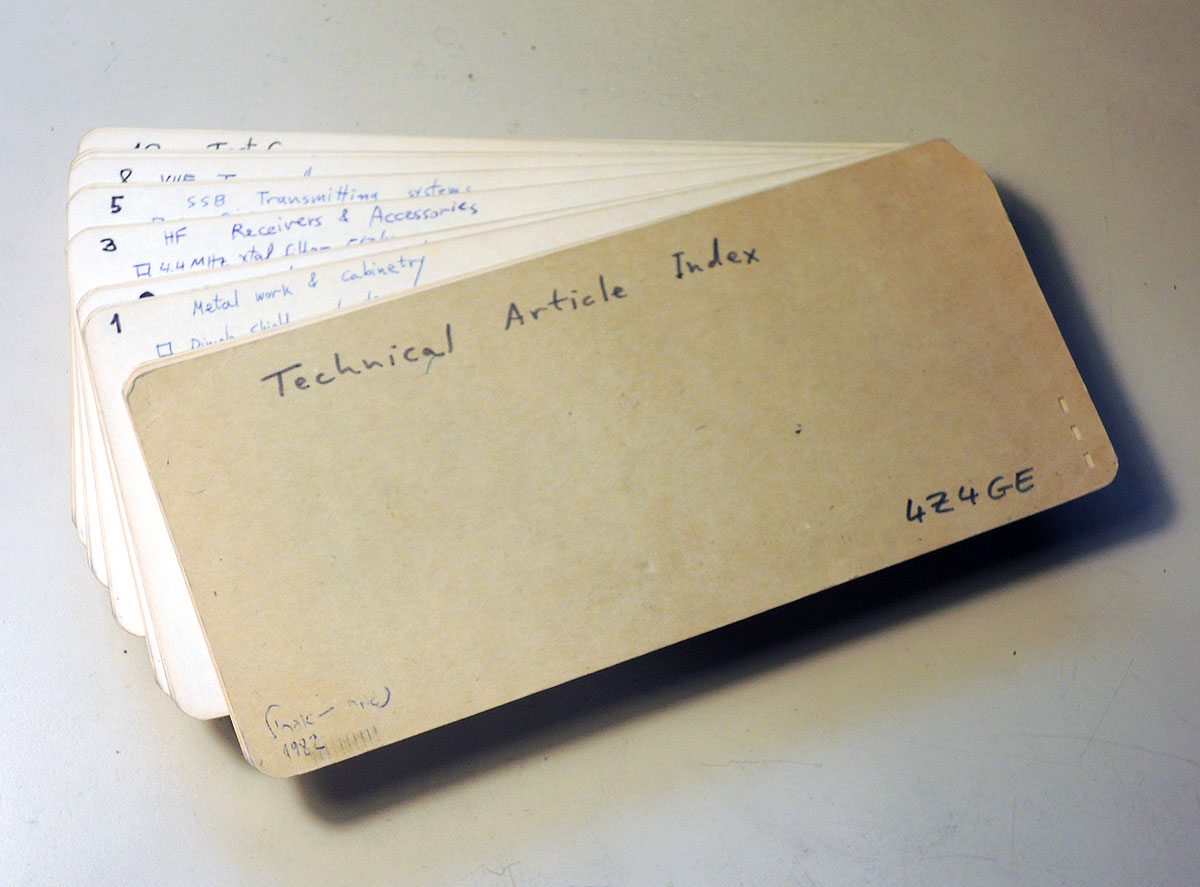 8
5 SSB Transmitting systems
3 HF Receivers & Accessories
4.4 MHz xtal filter
1 Metal work & cabinetry
Technical Article Index
4Z4GE
1982